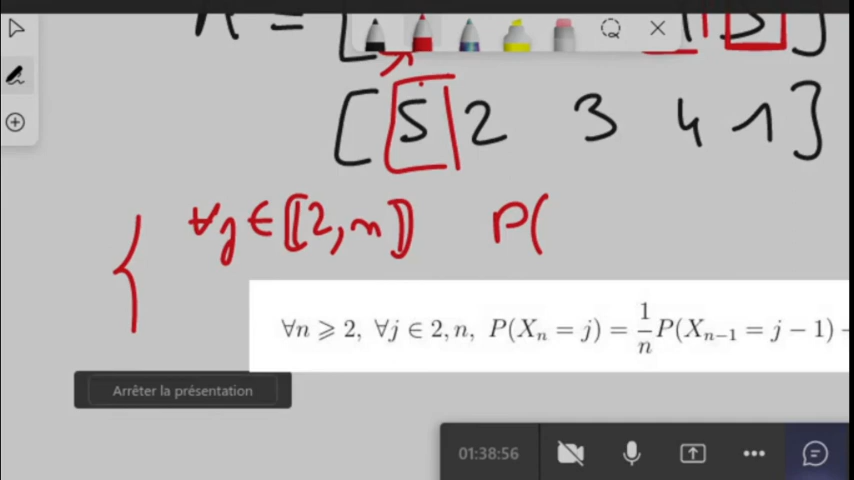 [ 5 2 3 4 1 ]
{ ∀j ∈ ⟦2, n⟧ P(
∀n ⩾ 2, ∀j ∈ 2, n, P(Xₙ = j) = 1/n P(Xₙ₋₁ = j − 1) −
Arrêter la présentation
01:38:56